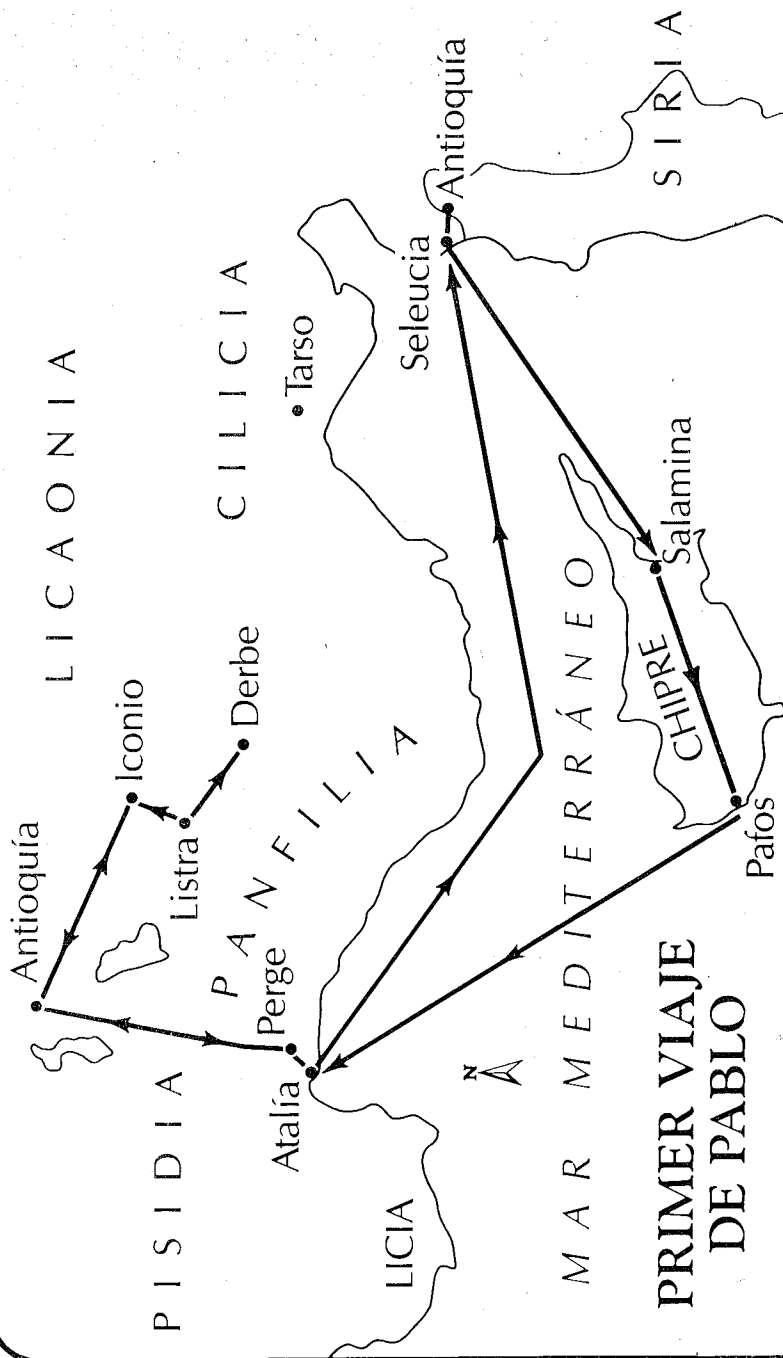 LICAONIA
Antioquía
Iconio
PISIDIA
Listra
Derbe
CILICIA
PANFILIA
Perge
Atalía
Tarso
LICIA
Seleucia
Antioquía
N
MAR MEDITERRÁNEO
CHIPRE
Salamina
SIRIA
Pafos
PRIMER VIAJE
DE PABLO